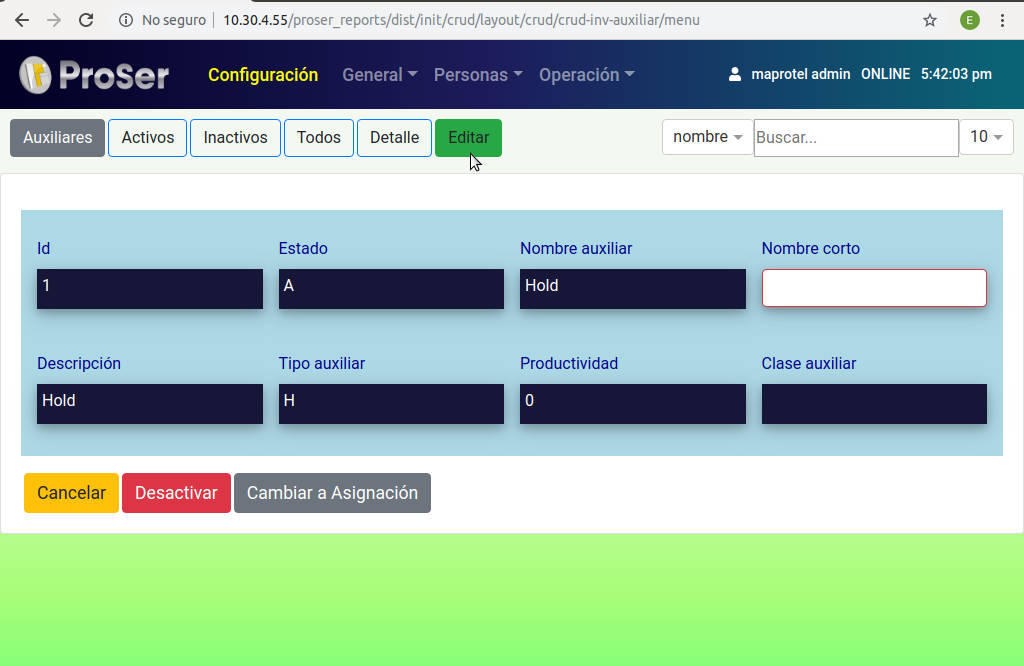 No seguro 10.30.4.55/proser_reports/dist/init/crud/layout/crud/crud-inv-auxiliar/menu E
ProSer Configuración General Personas Operación maprotel admin ONLINE 5:42:03 pm
Auxiliares Activos Inactivos Todos Detalle Editar nombre Buscar... 10
Id Estado Nombre auxiliar Nombre corto
1 A Hold
Descripción Tipo auxiliar Productividad Clase auxiliar
Hold H 0
Cancelar Desactivar Cambiar a Asignación